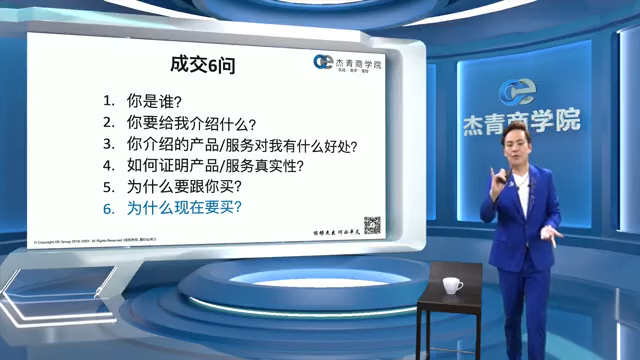 成交6问
杰青商学院
1. 你是谁?
2. 你要给我介绍什么?
3. 你介绍的产品/服务对我有什么好处?
4. 如何证明产品/服务真实性?
5. 为什么要跟你买?
6. 为什么现在要买?
杰青商学院